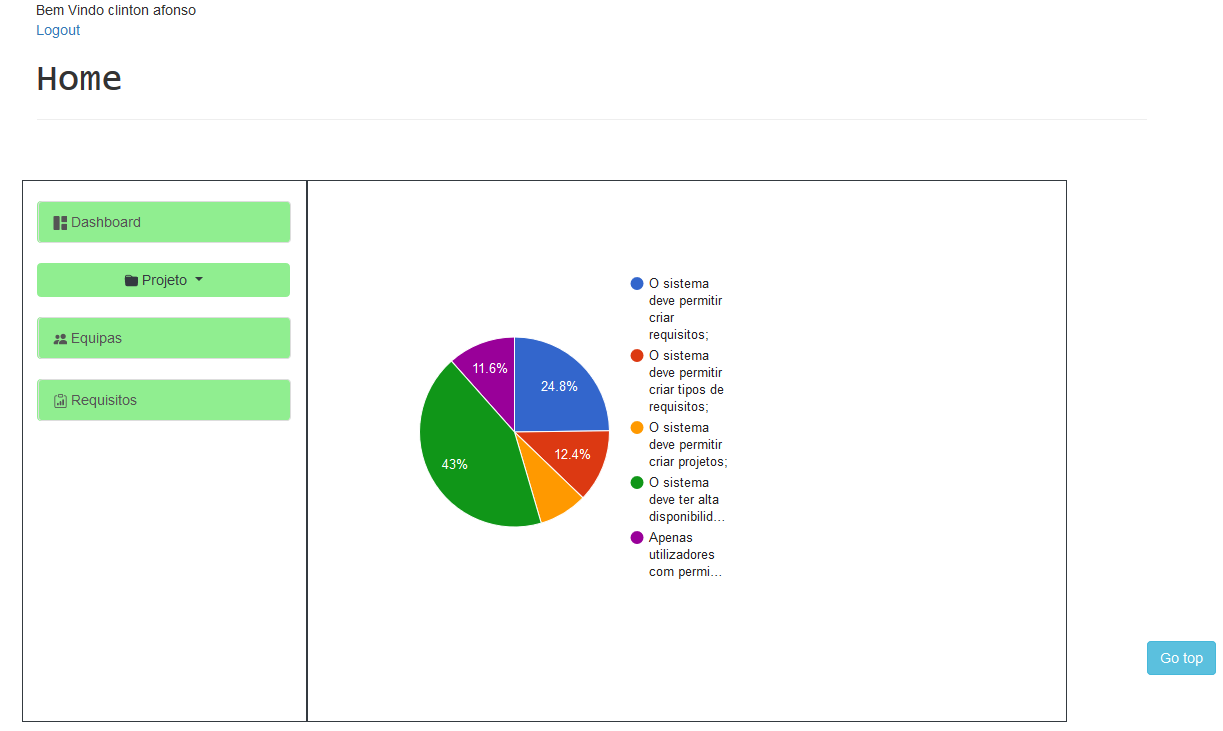 Bem Vindo clinton afonso
Logout
Home
Dashboard
Projeto
Equipas
Requisitos
24.8%
12.4%
43%
11.6%
O sistema
deve permitir
criar
requisitos;
O sistema
deve permitir
criar tipos de
requisitos;
O sistema
deve permitir
criar projetos;
O sistema
deve ter alta
disponibilid...
Apenas
utilizadores
com permi...
Go top